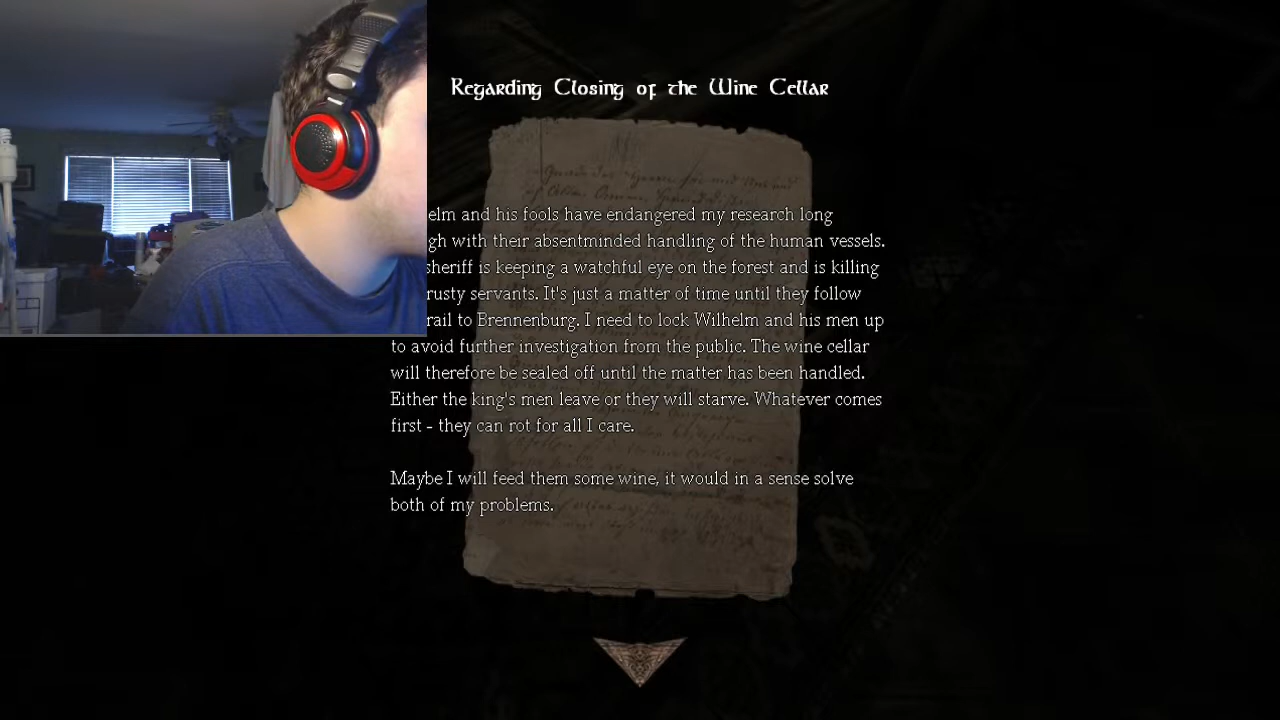 Regarding Closing of the Wine Cellar
and his fools have endangered my research long
with their absentminded handling of the human vessels.
sheriff is keeping a watchful eye on the forest and is killing
servants. It's just a matter of time until they follow
to Brennenburg. I need to lock Wilhelm and his men up
to avoid further investigation from the public. The wine cellar
will therefore be sealed off until the matter has been handled.
Either the king's men leave or they will starve. Whatever comes
first - they can rot for all I care.
Maybe I will feed them some wine, it would in a sense solve
both of my problems.